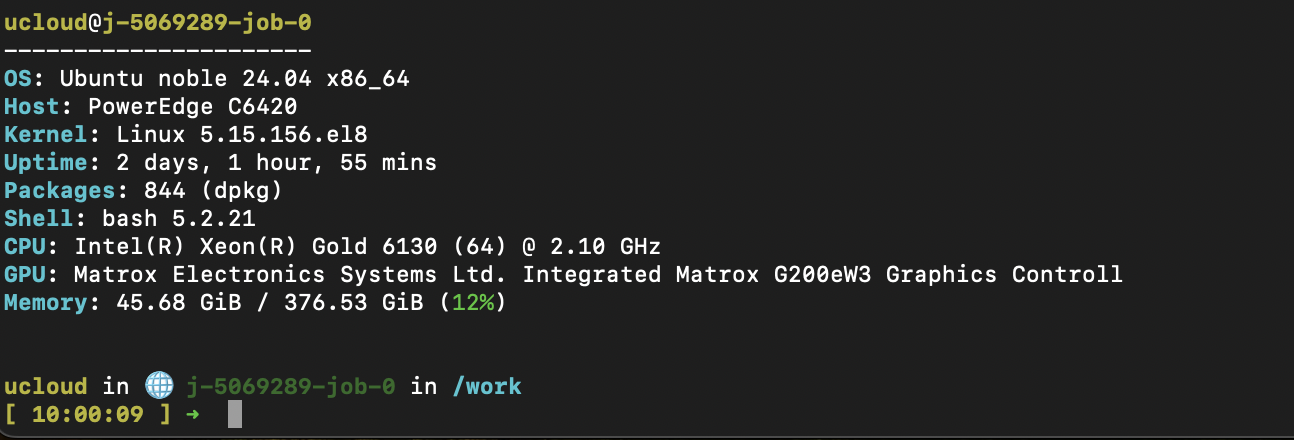 ucloud@j-5069289-job-0
----------------------
OS: Ubuntu noble 24.04 x86_64
Host: PowerEdge C6420
Kernel: Linux 5.15.156.el8
Uptime: 2 days, 1 hour, 55 mins
Packages: 844 (dpkg)
Shell: bash 5.2.21
CPU: Intel(R) Xeon(R) Gold 6130 (64) @ 2.10 GHz
GPU: Matrox Electronics Systems Ltd. Integrated Matrox G200eW3 Graphics Controll
Memory: 45.68 GiB / 376.53 GiB (12%)
ucloud in 🌐 j-5069289-job-0 in /work
[ 10:00:09 ] ➜